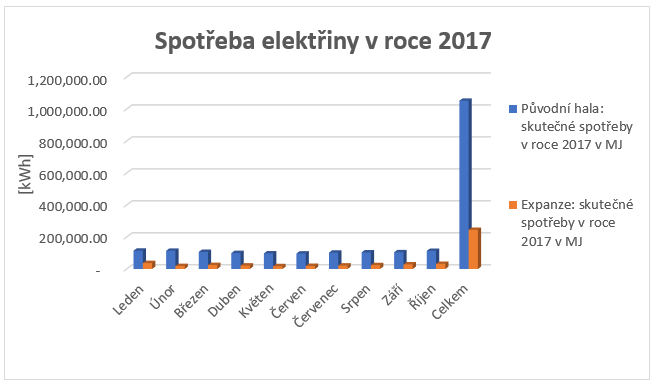 Spotřeba elektřiny v roce 2017
[kWh]
1,200,000.00
1,000,000.00
800,000.00
600,000.00
400,000.00
200,000.00
-
Leden
Únor
Březen
Duben
Květen
Červen
Červenec
Srpen
Září
Říjen
Celkem
Původní hala:
skutečné spotřeby
v roce 2017 v MJ
Expanze: skutečné
spotřeby v roce
2017 v MJ